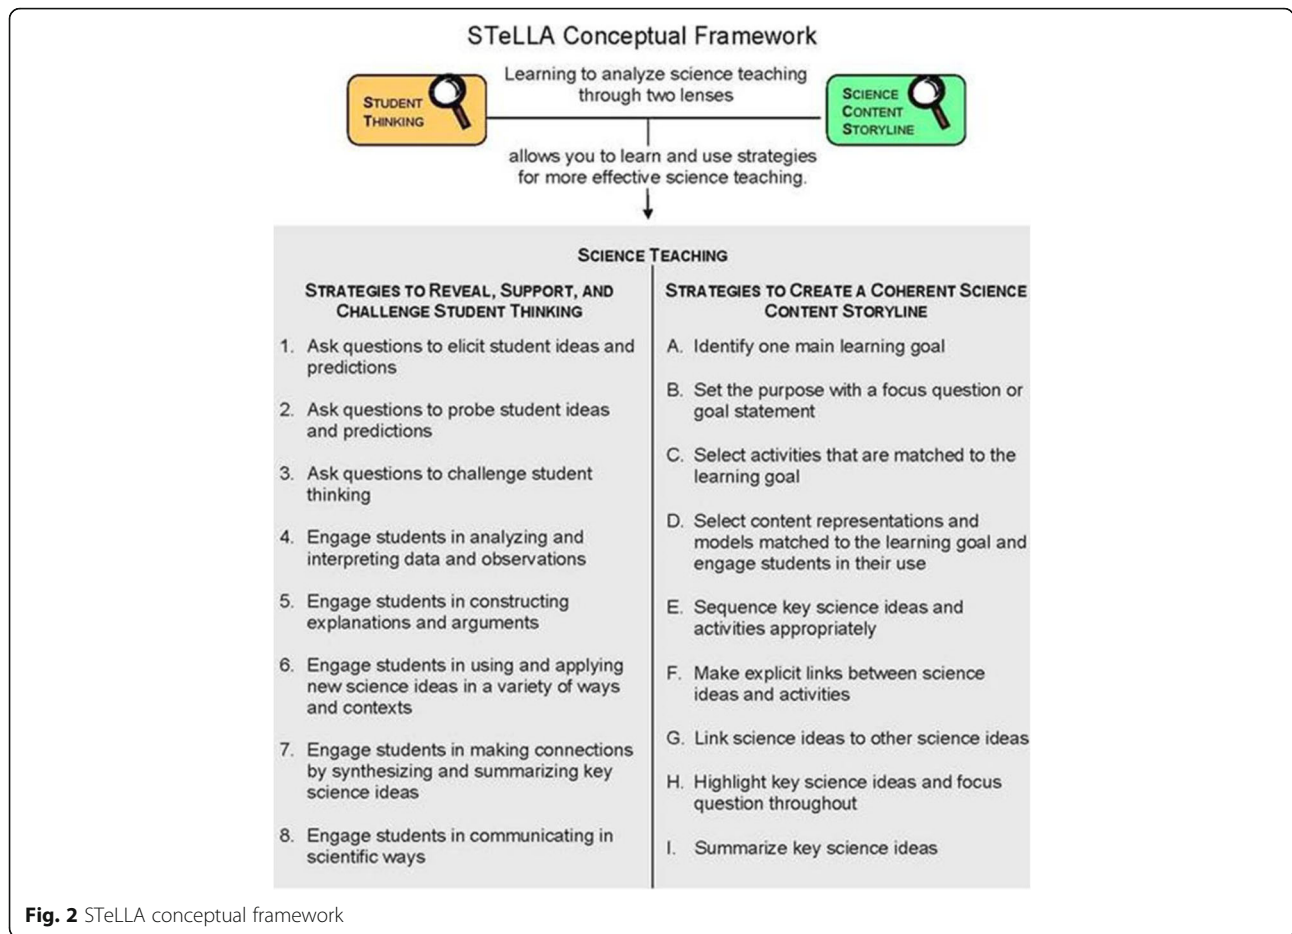 STeLLA Conceptual Framework
Learning to analyze science teaching
through two lenses
STUDENT
THINKING
SCIENCE
CONTENT
STORYLINE
allows you to learn and use strategies
for more effective science teaching.
SCIENCE TEACHING
STRATEGIES TO REVEAL, SUPPORT, AND
CHALLENGE STUDENT THINKING
1. Ask questions to elicit student ideas and
predictions
2. Ask questions to probe student ideas
and predictions
3. Ask questions to challenge student
thinking
4. Engage students in analyzing and
interpreting data and observations
5. Engage students in constructing
explanations and arguments
6. Engage students in using and applying
new science ideas in a variety of ways
and contexts
7. Engage students in making connections
by synthesizing and summarizing key
science ideas
8. Engage students in communicating in
scientific ways
STRATEGIES TO CREATE A COHERENT SCIENCE
CONTENT STORYLINE
A. Identify one main learning goal
B. Set the purpose with a focus question or
goal statement
C. Select activities that are matched to the
learning goal
D. Select content representations and
models matched to the learning goal and
engage students in their use
E. Sequence key science ideas and
activities appropriately
F. Make explicit links between science
ideas and activities
G. Link science ideas to other science ideas
H. Highlight key science ideas and focus
question throughout
I. Summarize key science ideas
Fig. 2 STeLLA conceptual framework